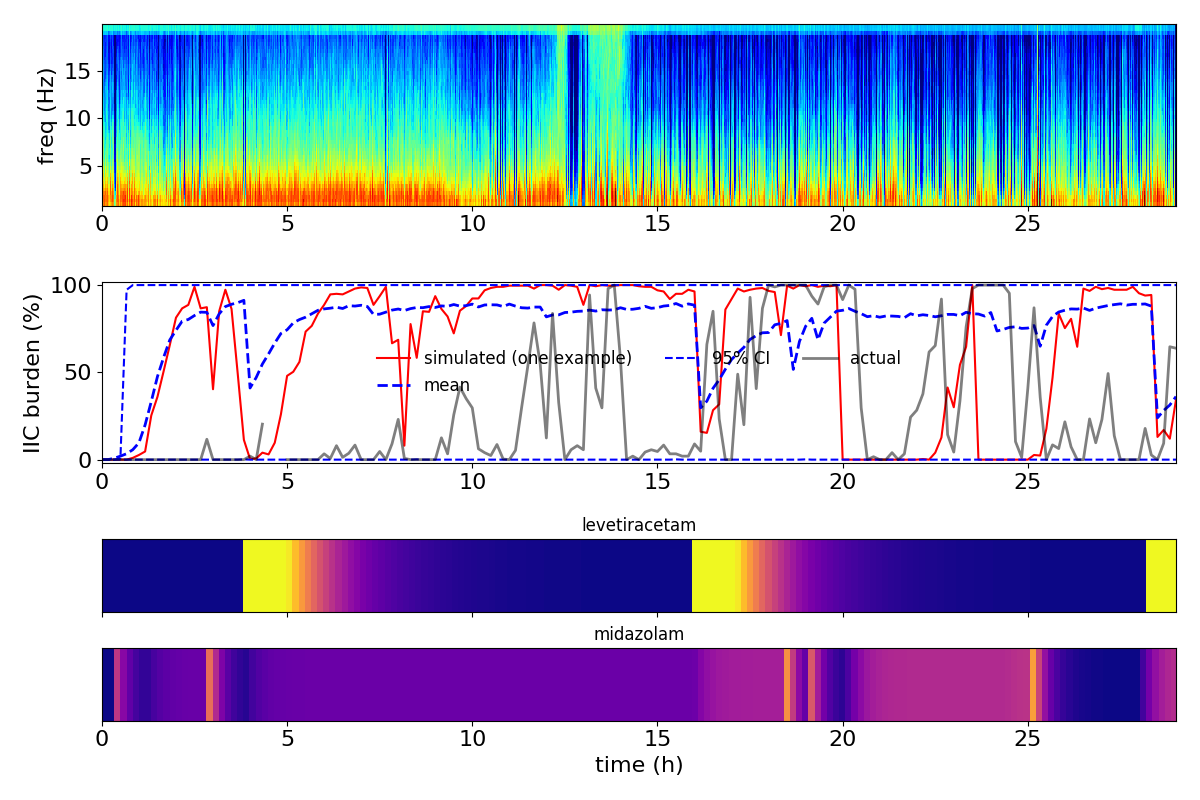 freq (Hz)
15
10
5
0 5 10 15 20 25
IIC burden (%)
100
50
0
simulated (one example) 95% CI actual
mean
0 5 10 15 20 25
levetiracetam
midazolam
0 5 10 15 20 25
time (h)